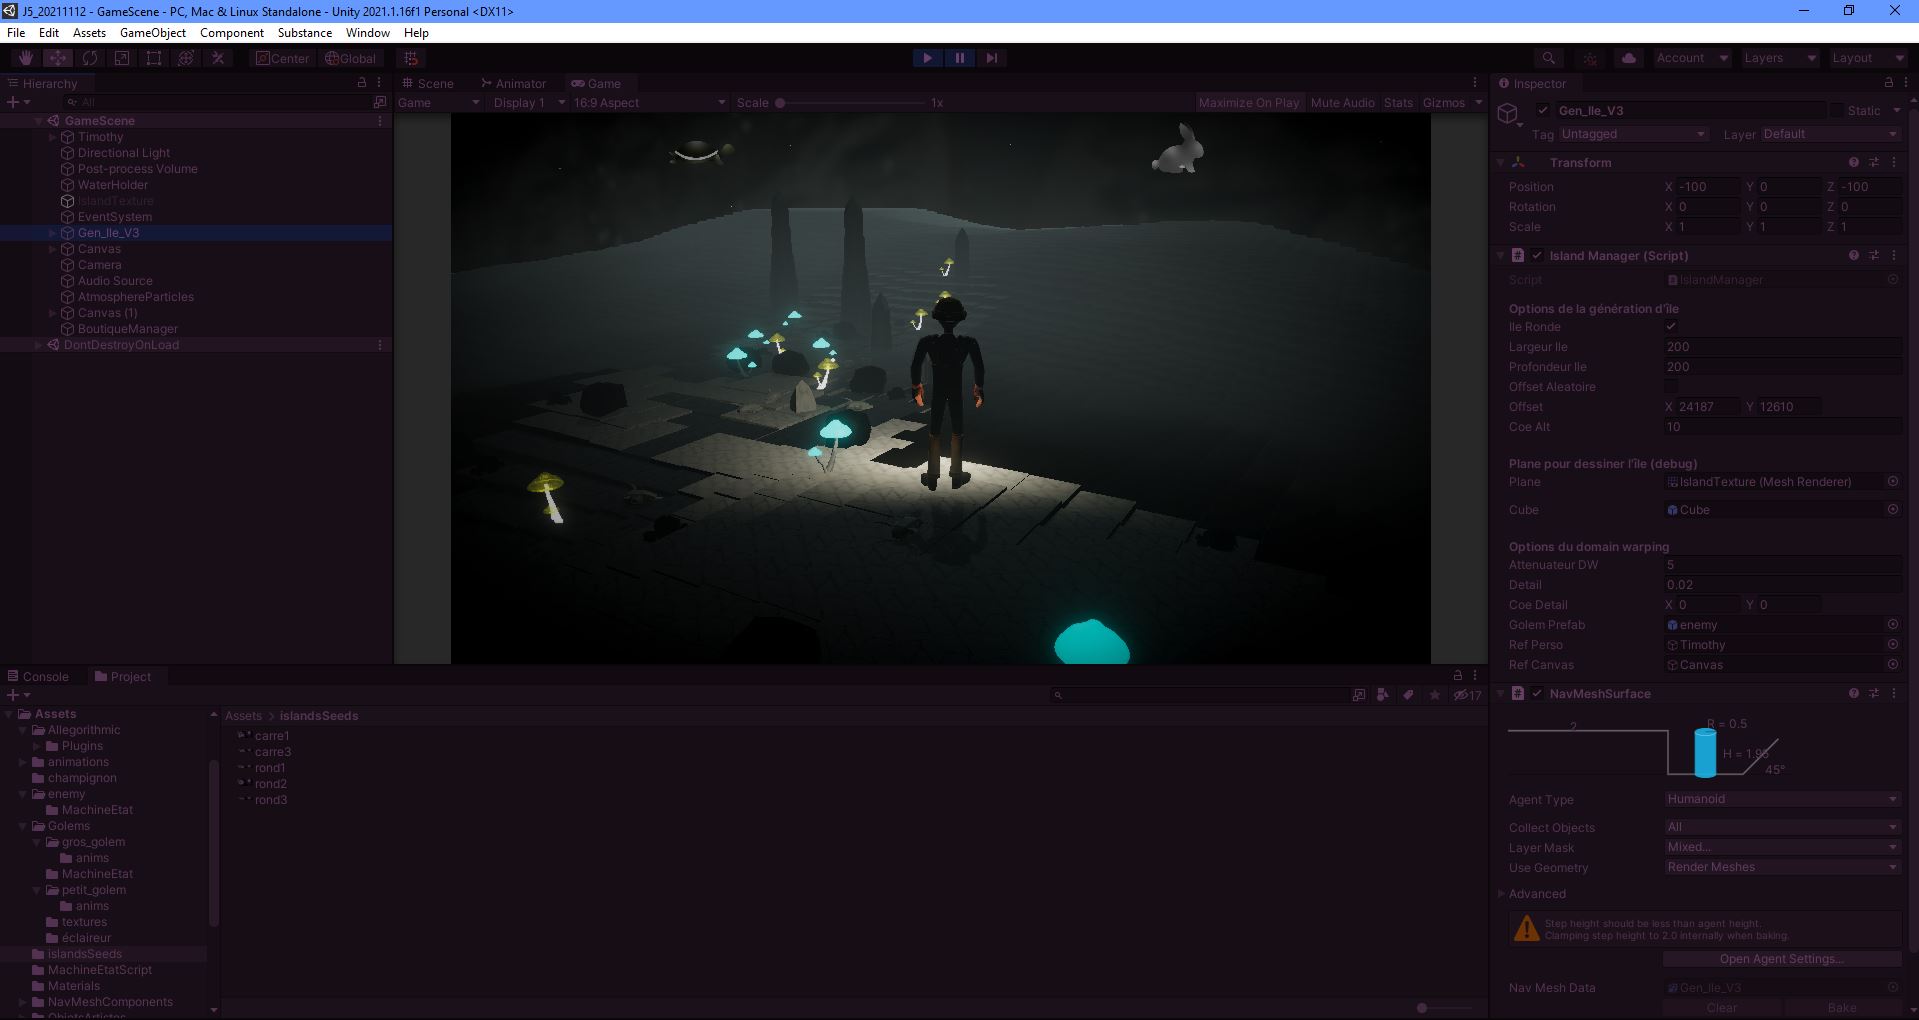 J5_20211112 - GameScene - PC, Mac & Linux Standalone - Unity 2021.1.16f1 Personal <DX11>
File Edit Assets GameObject Component Substance Window Help
Center Global Account Layers Layout
Hierarchy
All
GameScene
Timothy
Directional Light
Post-process Volume
WaterHolder
IslandTexture
EventSystem
Gen_Ile_V3
Canvas
Camera
Audio Source
AtmosphereParticles
Canvas (1)
BoutiqueManager
DontDestroyOnLoad
Scene Animator Game
Game Display 1 16:9 Aspect Scale 1x Maximize On Play Mute Audio Stats Gizmos
Inspector
Gen_Ile_V3 Static
Tag Untagged Layer Default
Transform
Position X -100 Y 0 Z -100
Rotation X 0 Y 0 Z 0
Scale X 1 Y 1 Z 1
Island Manager (Script)
Script IslandManager
Options de la génération d'île
Ile Ronde
Largeur Ile 200
Profondeur Ile 200
Offset Aleatoire
Offset X 24187 Y 12610
Coe Alt 10
Plane pour dessiner l'île (debug)
Plane IslandTexture (Mesh Renderer)
Cube Cube
Options du domain warping
Attenuateur DW 5
Detail 0.02
Coe Detail X 0 Y 0
Golem Prefab enemy
Ref Perso Timothy
Ref Canvas Canvas
NavMeshSurface
2 R = 0.5
H = 1.95
45°
Agent Type Humanoid
Collect Objects All
Layer Mask Mixed...
Use Geometry Render Meshes
Advanced
Step height should be less than agent height.
Clamping step height to 2.0 internally when baking.
Open Agent Settings...
Nav Mesh Data Gen_Ile_V3
Clear Bake
Console Project
17
Assets
Allegorithmic
Plugins
animations
champignon
enemy
MachineEtat
Golems
gros_golem
anims
MachineEtat
petit_golem
anims
textures
éclaireur
islandsSeeds
MachineEtatScript
Materials
NavMeshComponents
ObjetsArtistes
Assets > islandsSeeds
carre1
carre3
rond1
rond2
rond3